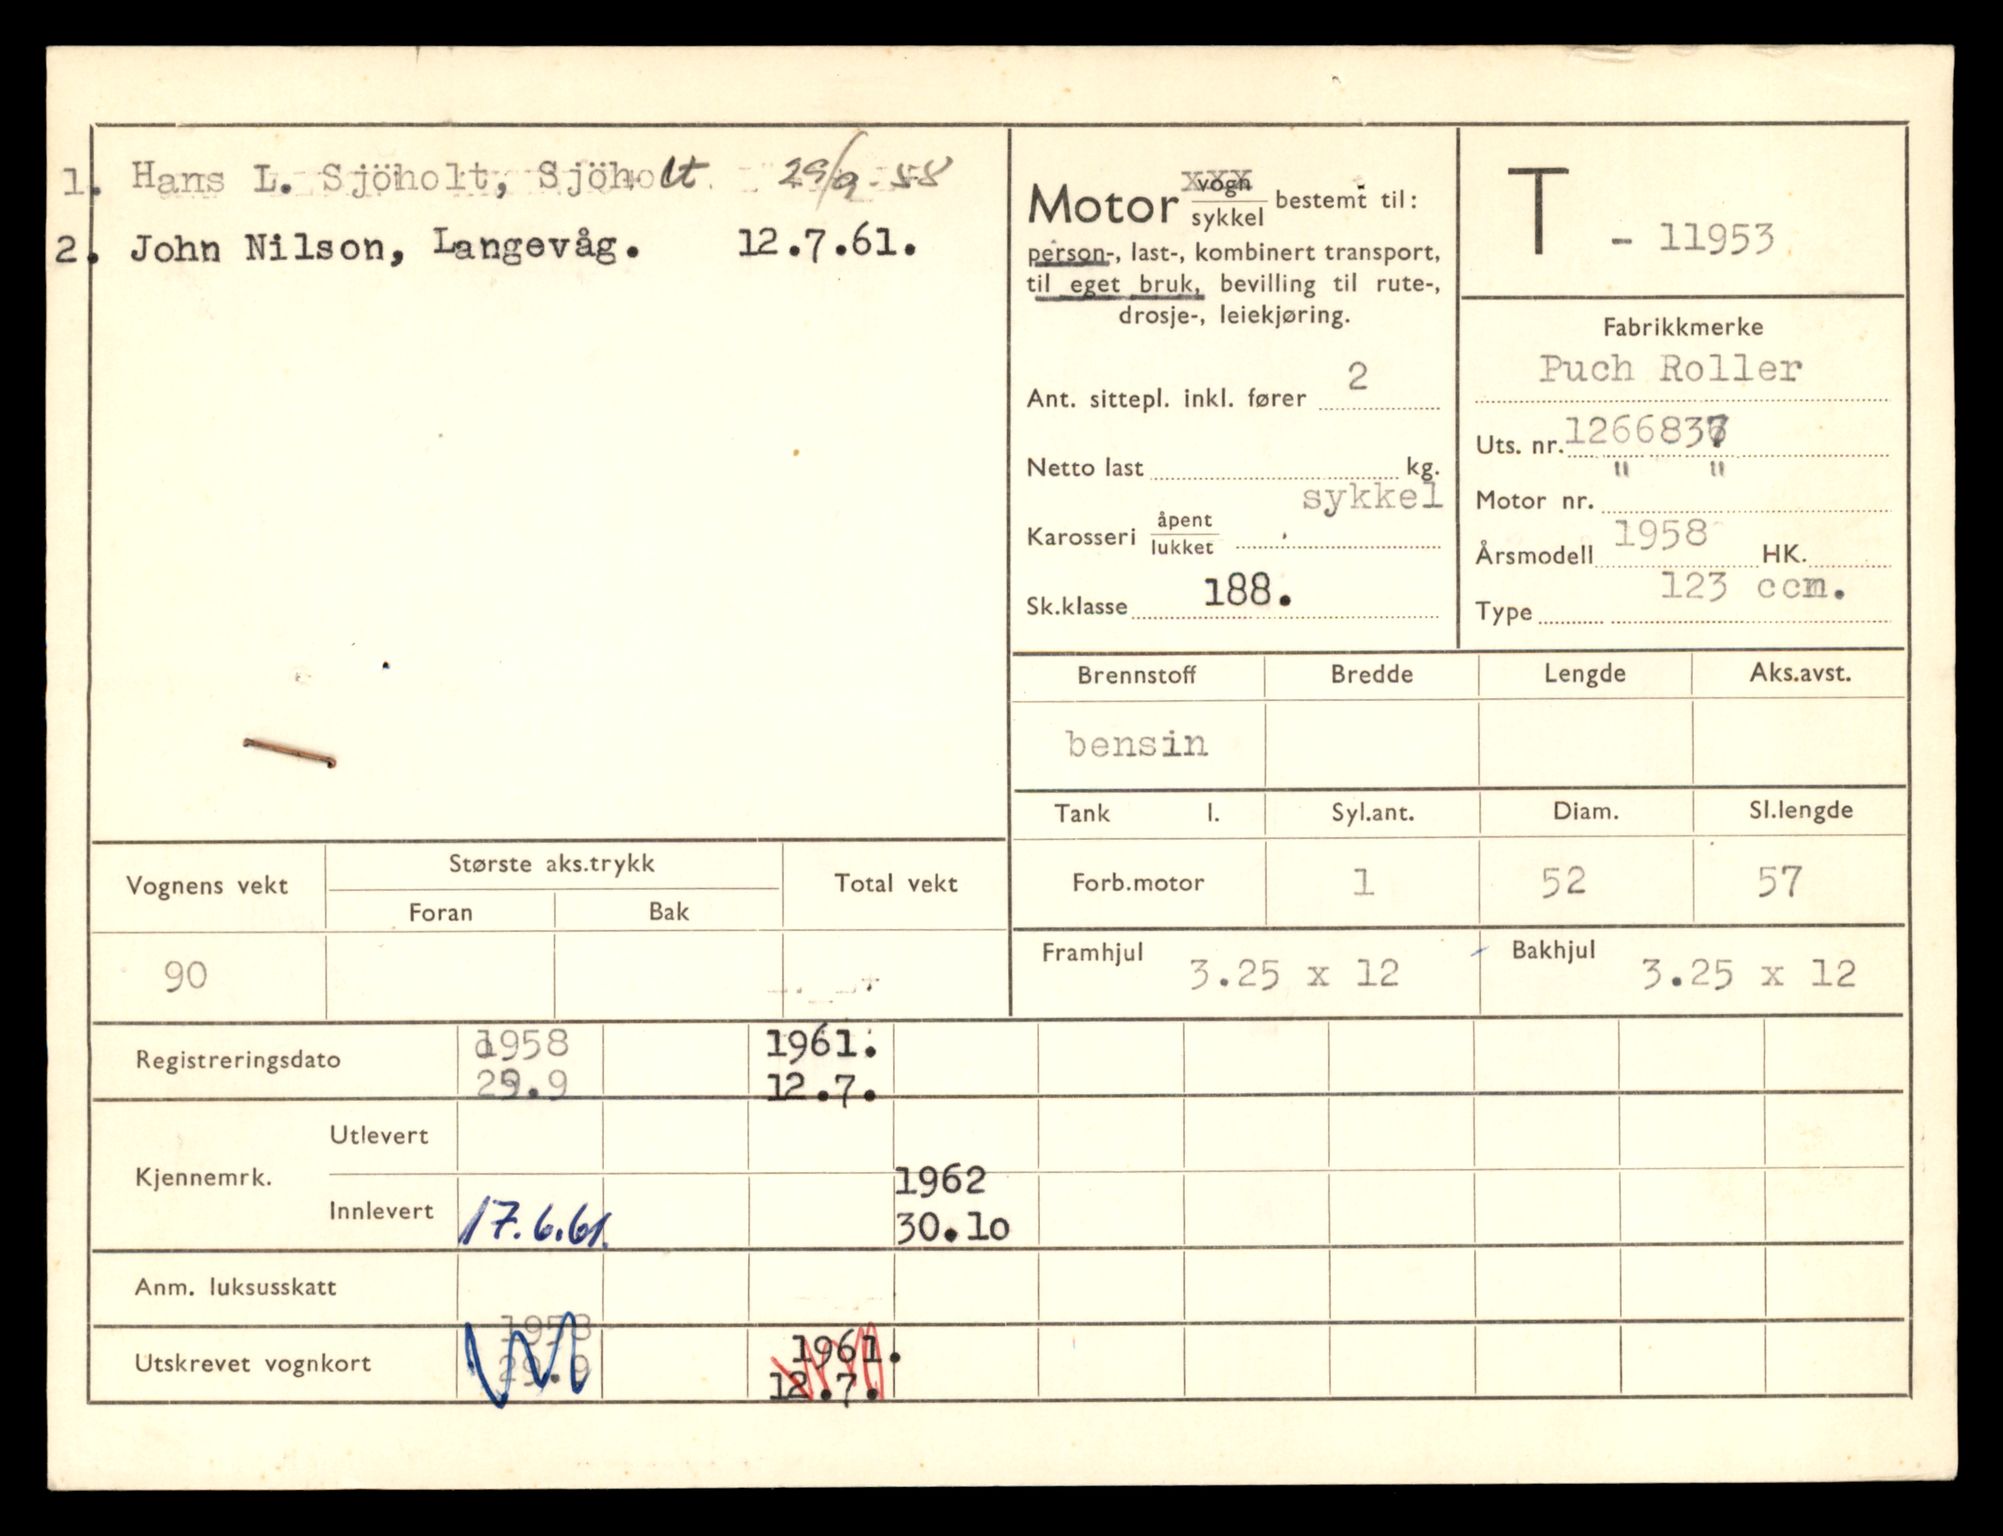 1. Hans L. Sjöholt, Sjöholt 29/9-58
2. John Nilson, Langevåg. 12.7.61.
Motor vogn xxx
sykkel bestemt til:
person-, last-, kombinert transport,
til eget bruk, bevilling til rute-,
drosje-, leiekjøring.
Ant. sittepl. inkl. fører 2
Netto last kg.
sykkel
Karosseri åpent
lukket
Sk.klasse 188.
T - 11953
Fabrikkmerke
Puch Roller
Uts. nr. 1266837
" "
Motor nr.
Årsmodell 1958 HK.
Type 123 ccm.
Brennstoff Bredde Lengde Aks.avst.
bensin
Tank l. Syl.ant. Diam. Sl.lengde
Forb.motor 1 52 57
Framhjul 3.25 x 12 Bakhjul 3.25 x 12
Vognens vekt Største aks.trykk Total vekt
Foran Bak
90
Registreringsdato 1958 1961.
29.9 12.7.
Kjennemrk. Utlevert
1962
Innlevert 17.6.61. 30.10
Anm. luksusskatt
1958 1961.
Utskrevet vognkort 29.9 12.7.